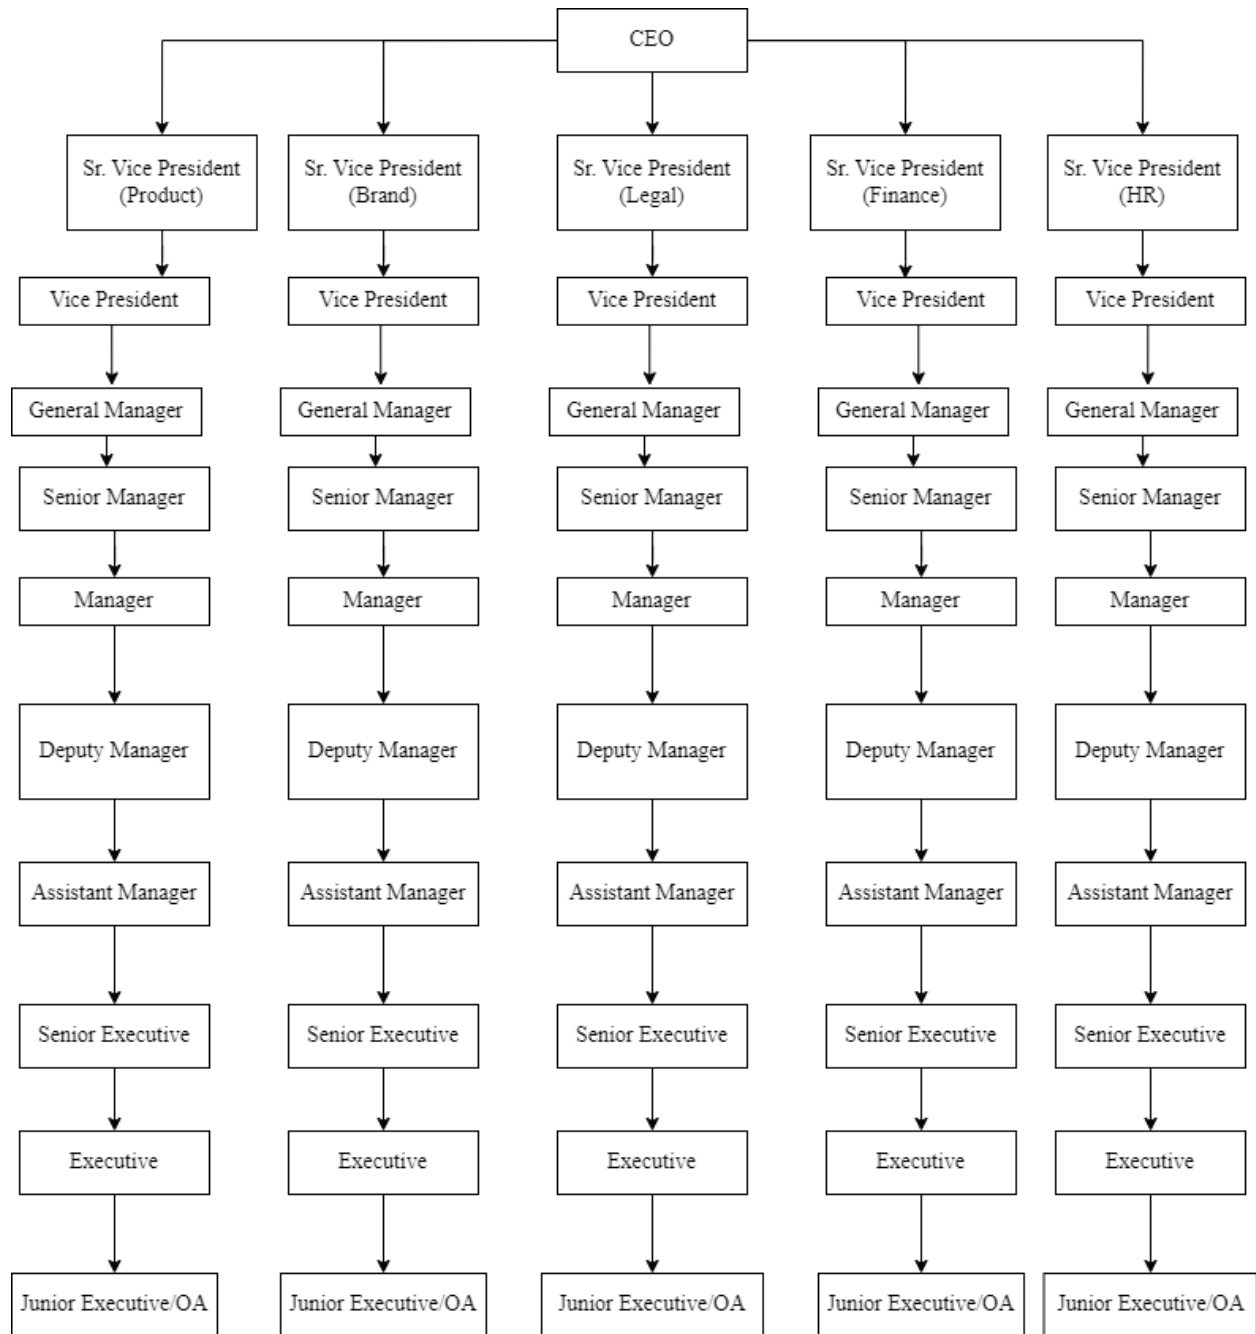 CEO
Sr. Vice President
(Product)
Sr. Vice President
(Brand)
Sr. Vice President
(Legal)
Sr. Vice President
(Finance)
Sr. Vice President
(HR)
Vice President
Vice President
Vice President
Vice President
Vice President
General Manager
General Manager
General Manager
General Manager
General Manager
Senior Manager
Senior Manager
Senior Manager
Senior Manager
Senior Manager
Manager
Manager
Manager
Manager
Manager
Deputy Manager
Deputy Manager
Deputy Manager
Deputy Manager
Deputy Manager
Assistant Manager
Assistant Manager
Assistant Manager
Assistant Manager
Assistant Manager
Senior Executive
Senior Executive
Senior Executive
Senior Executive
Senior Executive
Executive
Executive
Executive
Executive
Executive
Junior Executive/OA
Junior Executive/OA
Junior Executive/OA
Junior Executive/OA
Junior Executive/OA